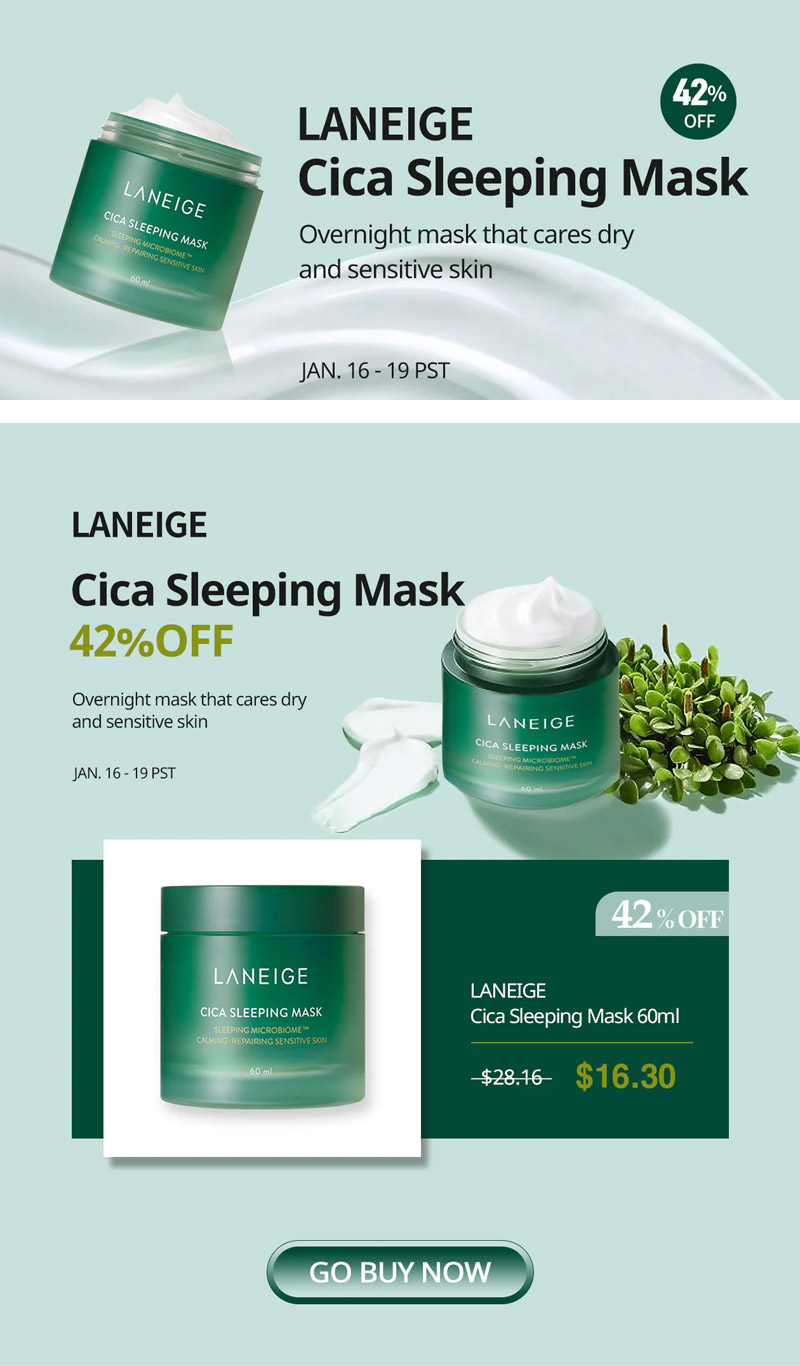 42%
OFF
LANEIGE
Cica Sleeping Mask
Overnight mask that cares dry
and sensitive skin
JAN. 16 - 19 PST
LANEIGE
CICA SLEEPING MASK
SLEEPING MICROBIOME™
CALMING · REPAIRING SENSITIVE SKIN
60 ml
LANEIGE
Cica Sleeping Mask
42%OFF
Overnight mask that cares dry
and sensitive skin
JAN. 16 - 19 PST
LANEIGE
CICA SLEEPING MASK
SLEEPING MICROBIOME™
CALMING · REPAIRING SENSITIVE SKIN
60 ml
LANEIGE
CICA SLEEPING MASK
SLEEPING MICROBIOME™
CALMING · REPAIRING SENSITIVE SKIN
60 ml
42% OFF
LANEIGE
Cica Sleeping Mask 60ml
$28.16 $16.30
GO BUY NOW